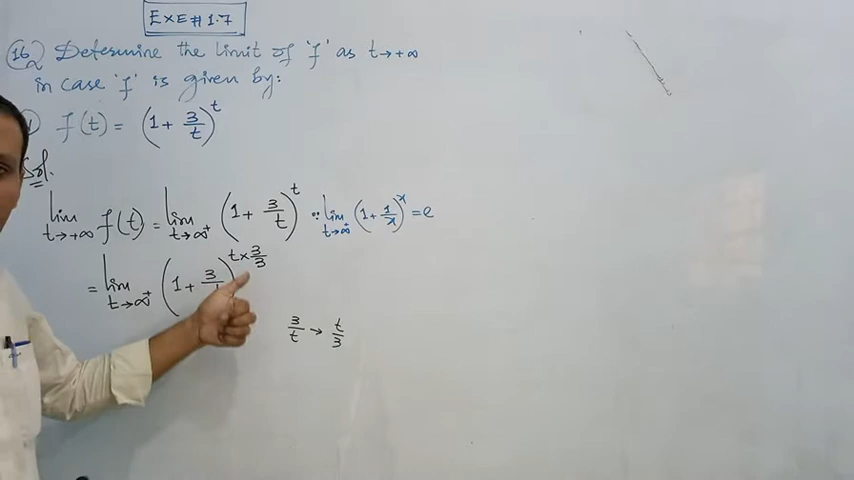 EXE#1.7
16Q Determine the limit of 'f' as t→+∞
in case 'f' is given by:
) f(t) = (1 + 3/t)^t
Sol.
lim t→+∞ f(t) = lim t→∞⁺ (1 + 3/t)^t ∵ lim t→∞⁺ (1 + 1/x)^x = e
= lim t→∞⁺ (1 + 3/t)^t×3/3
3/t → t/3